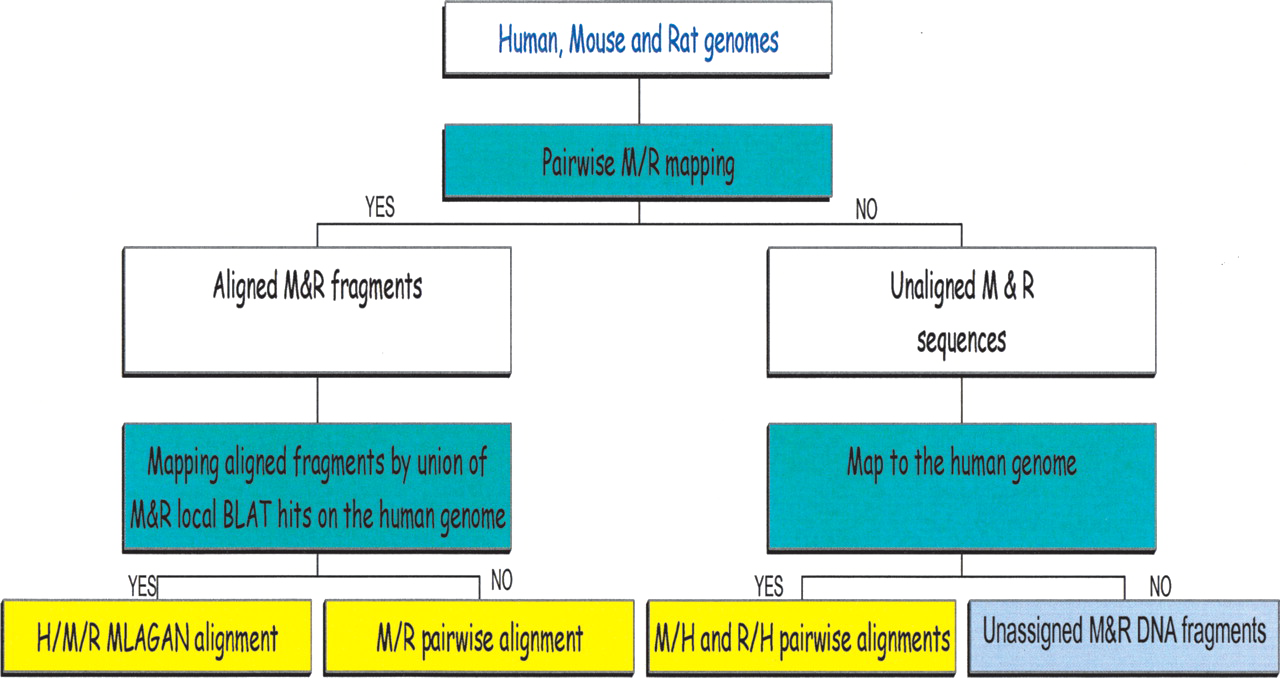 Human, Mouse and Rat genomes
Pairwise M/R mapping
YES
NO
Aligned M&R fragments
Unaligned M & R
sequences
Mapping aligned fragments by union of
M&R local BLAT hits on the human genome
Map to the human genome
YES
NO
YES
NO
H/M/R MLAGAN alignment
M/R pairwise alignment
M/H and R/H pairwise alignments
Unassigned M&R DNA fragments